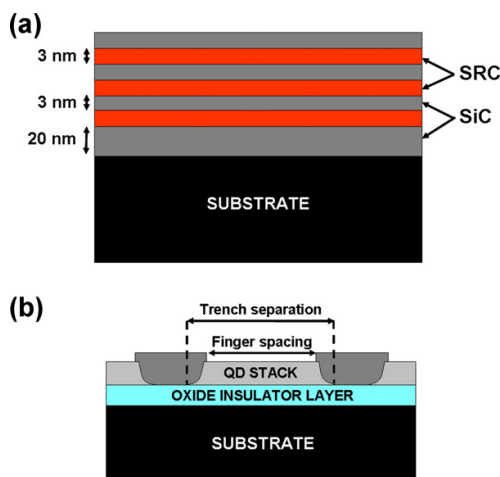 (a)
3 nm
SRC
3 nm
SiC
20 nm
SUBSTRATE
(b)
Trench separation
Finger spacing
QD STACK
OXIDE INSULATOR LAYER
SUBSTRATE